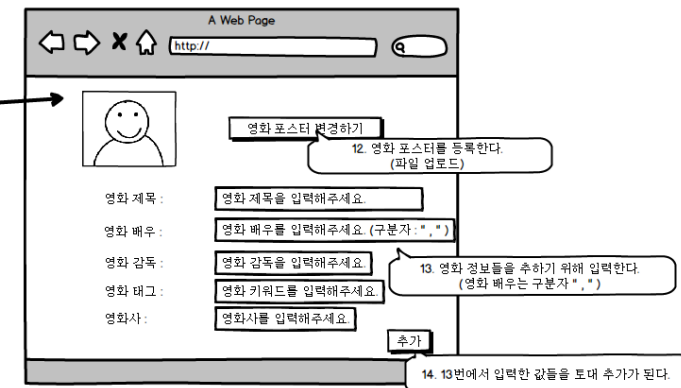 A Web Page
http://
영화 포스터 변경하기
12. 영화 포스터를 등록한다.
(파일 업로드)
영화 제목 :
영화 제목을 입력해주세요.
영화 배우 :
영화 배우를 입력해주세요. (구분자 : " , " )
영화 감독 :
영화 감독을 입력해주세요.
13. 영화 정보들을 추하기 위해 입력한다.
(영화 배우는 구분자 " , " )
영화 태그 :
영화 키워드를 입력해주세요.
영화사 :
영화사를 입력해주세요.
추가
14. 13번에서 입력한 값들을 토대 추가가 된다.